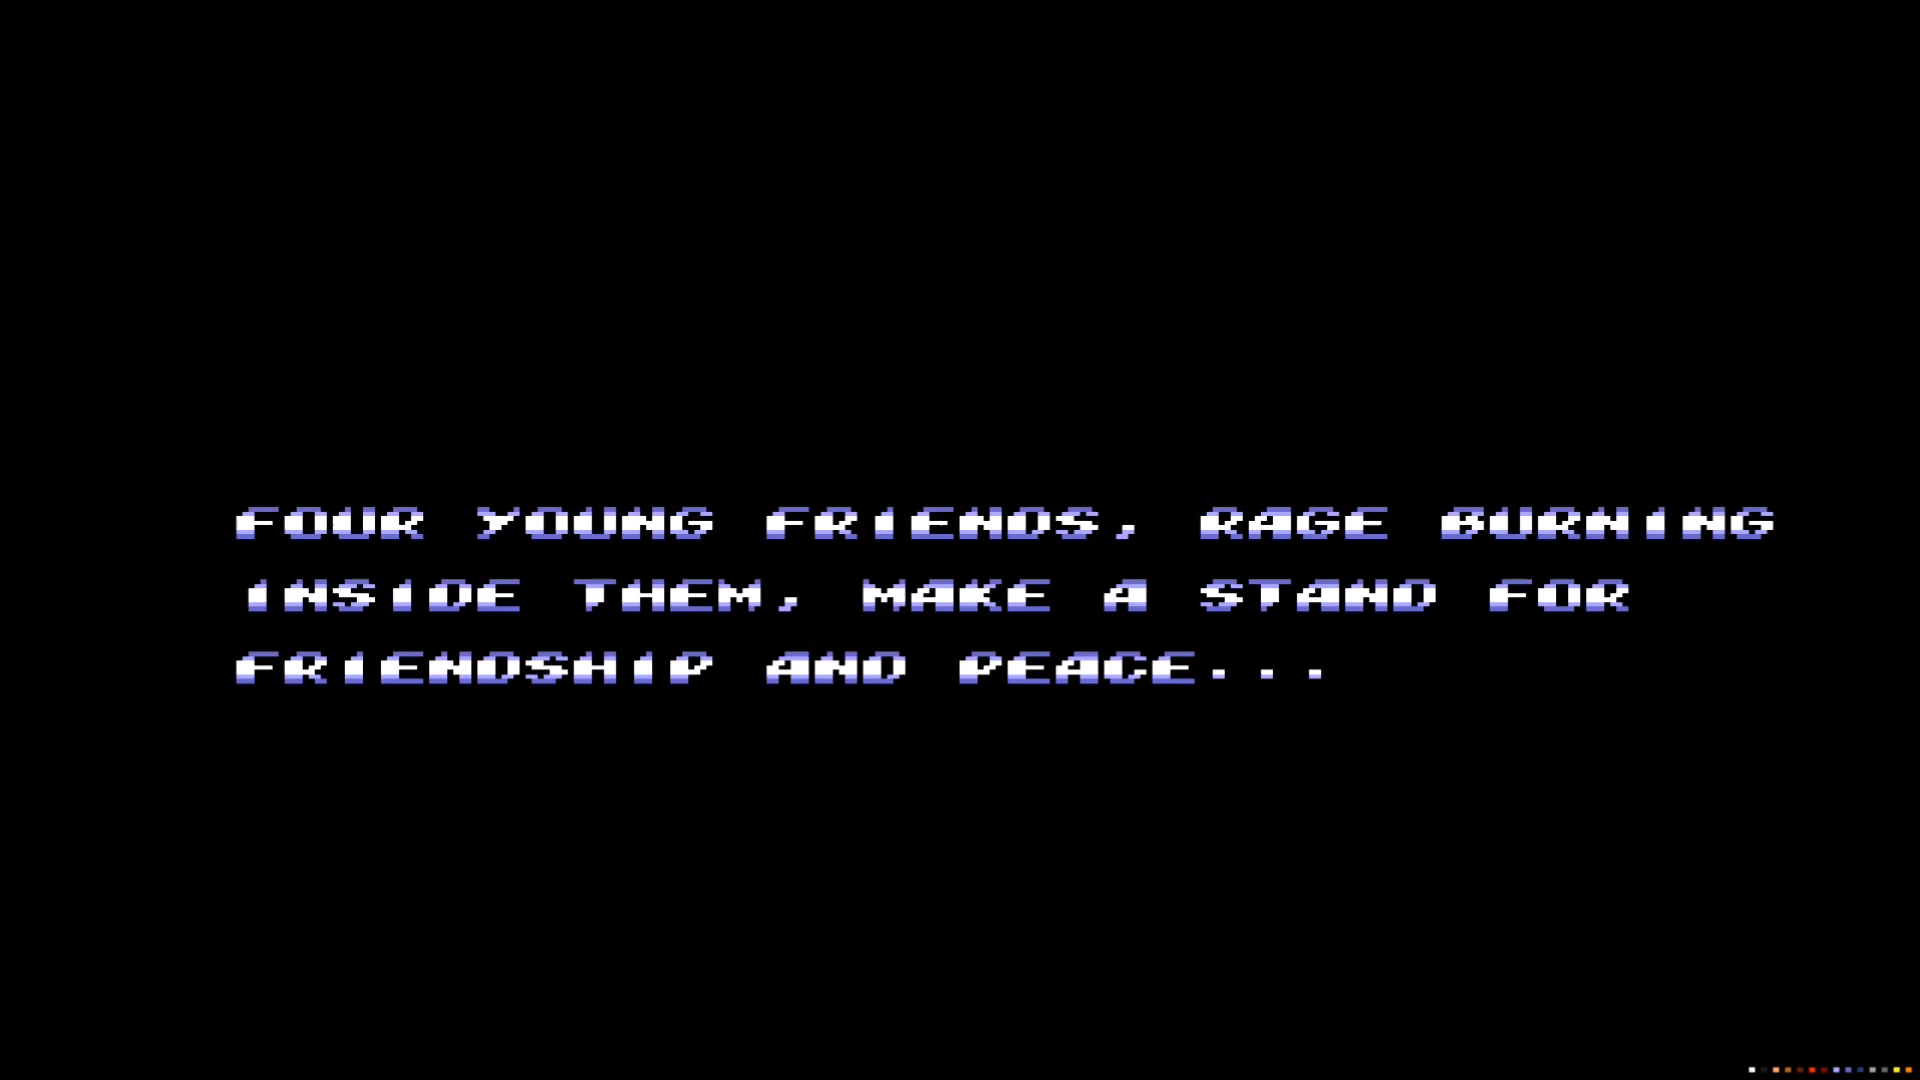 FOUR YOUNG FRIENDS, RAGE BURNING
INSIDE THEM, MAKE A STAND FOR
FRIENDSHIP AND PEACE...